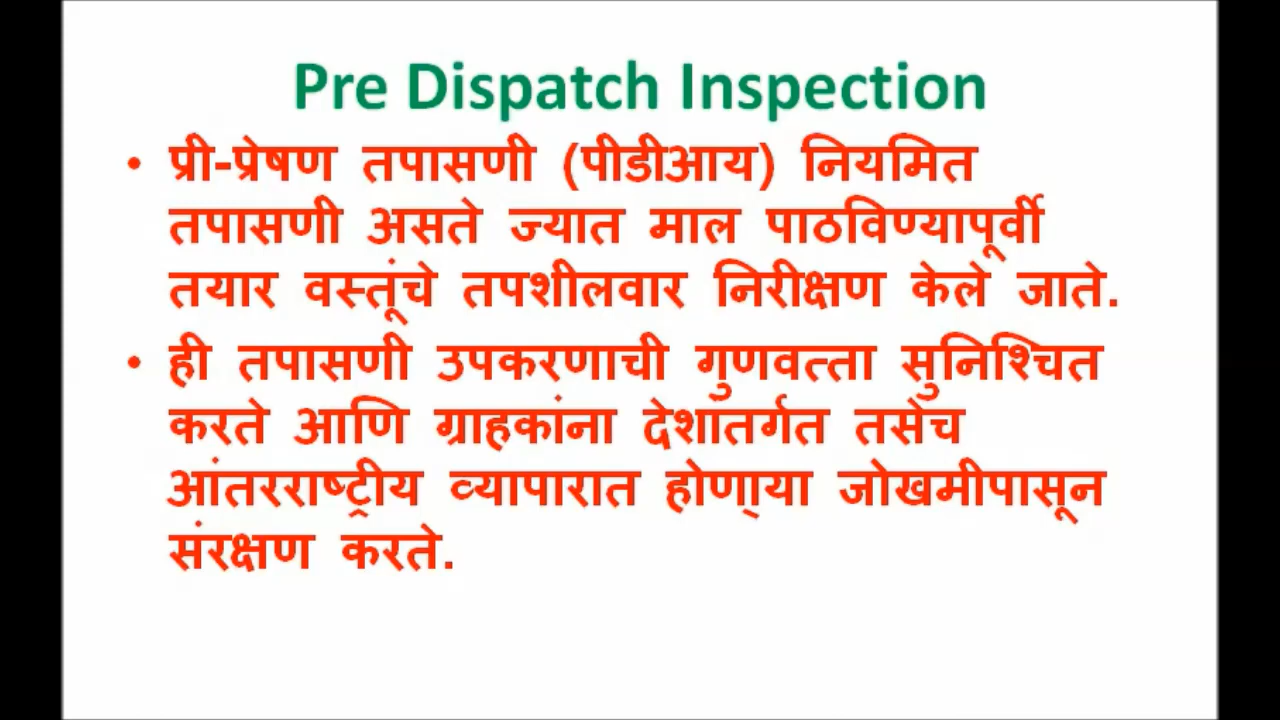 Pre Dispatch Inspection
• प्री-प्रेषण तपासणी (पीडीआय) नियमित
तपासणी असते ज्यात माल पाठविण्यापूर्वी
तयार वस्तूंचे तपशीलवार निरीक्षण केले जाते.
• ही तपासणी उपकरणाची गुणवत्ता सुनिश्चित
करते आणि ग्राहकांना देशातर्गत तसेच
आंतरराष्ट्रीय व्यापारात होणा्या जोखमीपासून
संरक्षण करते.